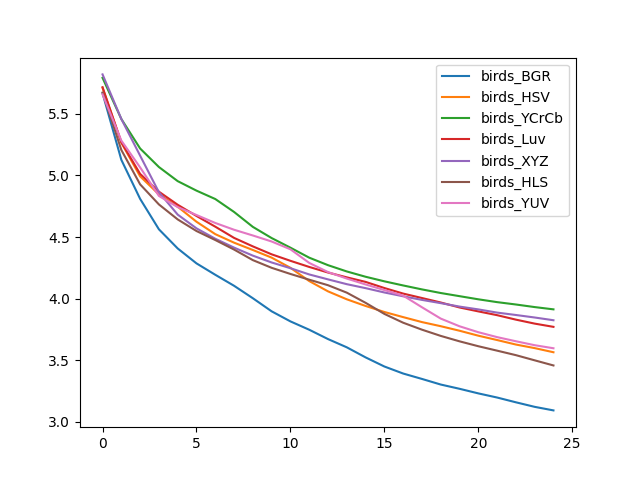 birds_BGR
birds_HSV
birds_YCrCb
birds_Luv
birds_XYZ
birds_HLS
birds_YUV
5.5
5.0
4.5
4.0
3.5
3.0
0 5 10 15 20 25